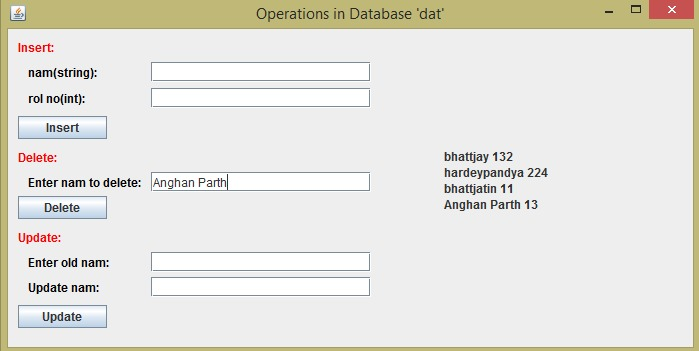 Operations in Database 'dat'
Insert:
nam(string):
rol no(int):
Insert
Delete:
Enter nam to delete: Anghan Parth
Delete
Update:
Enter old nam:
Update nam:
Update
bhattjay 132
hardeypandya 224
bhattjatin 11
Anghan Parth 13